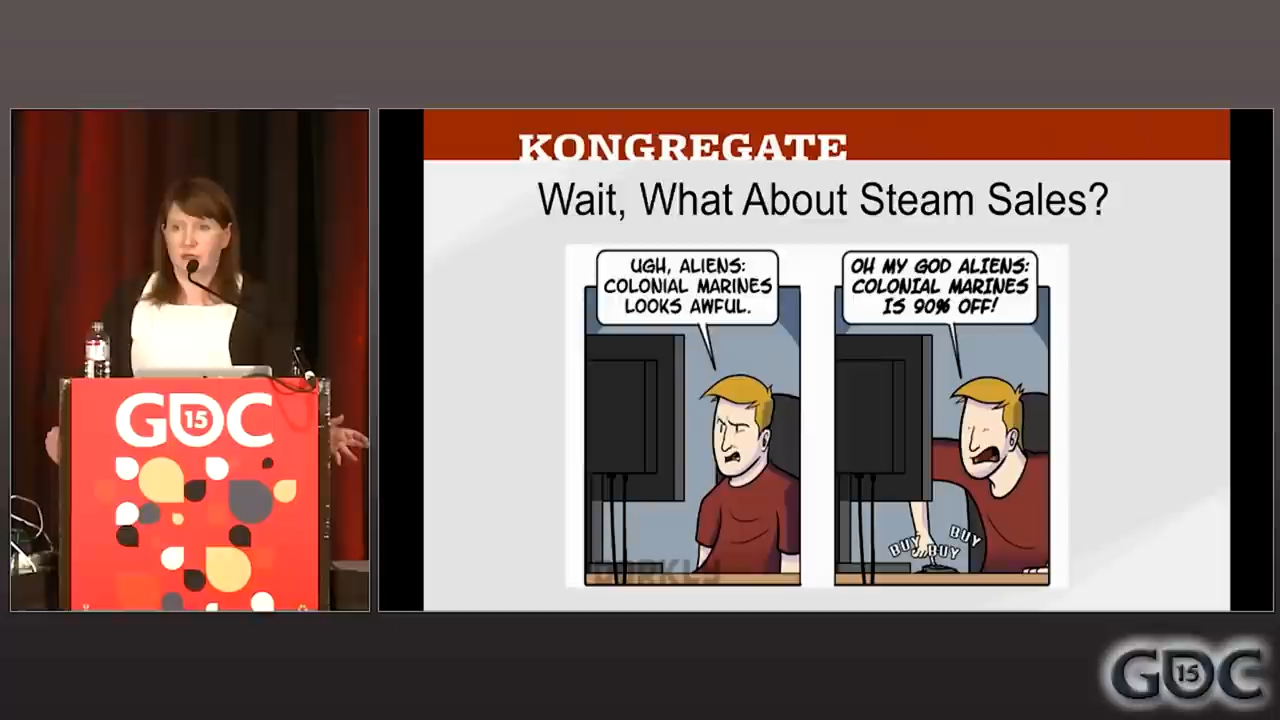 KONGREGATE
Wait, What About Steam Sales?
UGH, ALIENS:
COLONIAL MARINES
LOOKS AWFUL.
OH MY GOD ALIENS:
COLONIAL MARINES
IS 90% OFF!
BUY BUY BUY
GDC
15
GDC
15